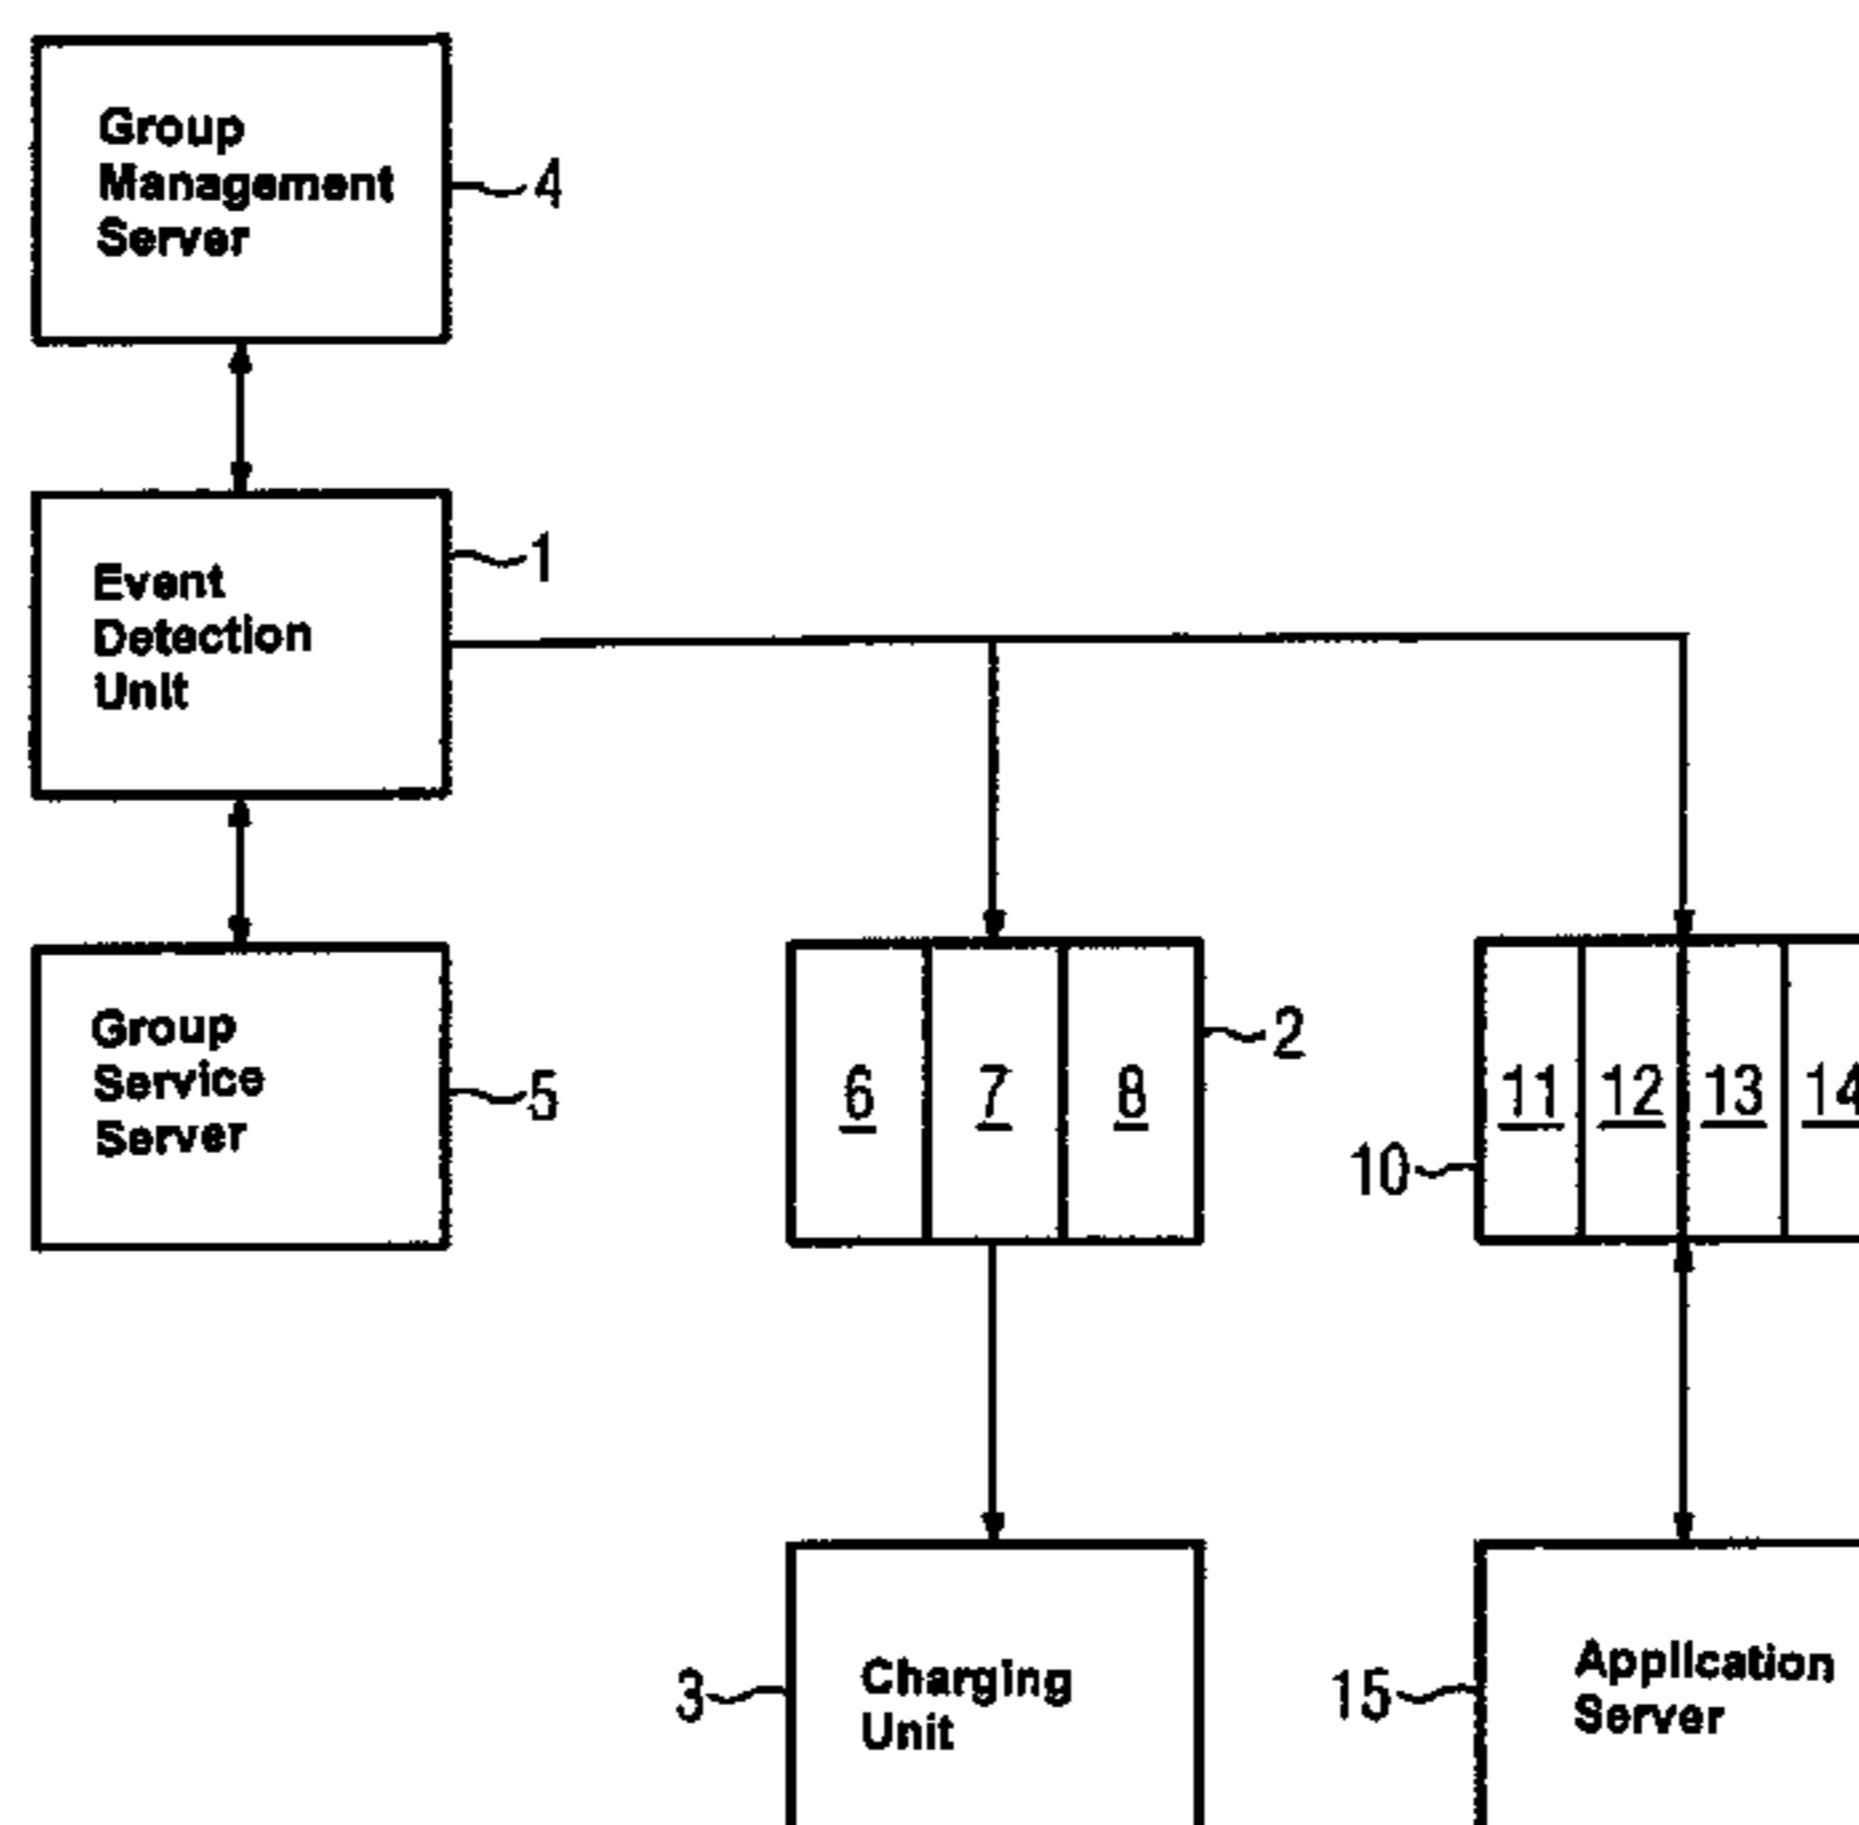 Group
Management
Server
4
Event
Detection
Unit
1
Group
Service
Server
5
6 7 8
2
11 12 13 14
10
3
Charging
Unit
15
Application
Server